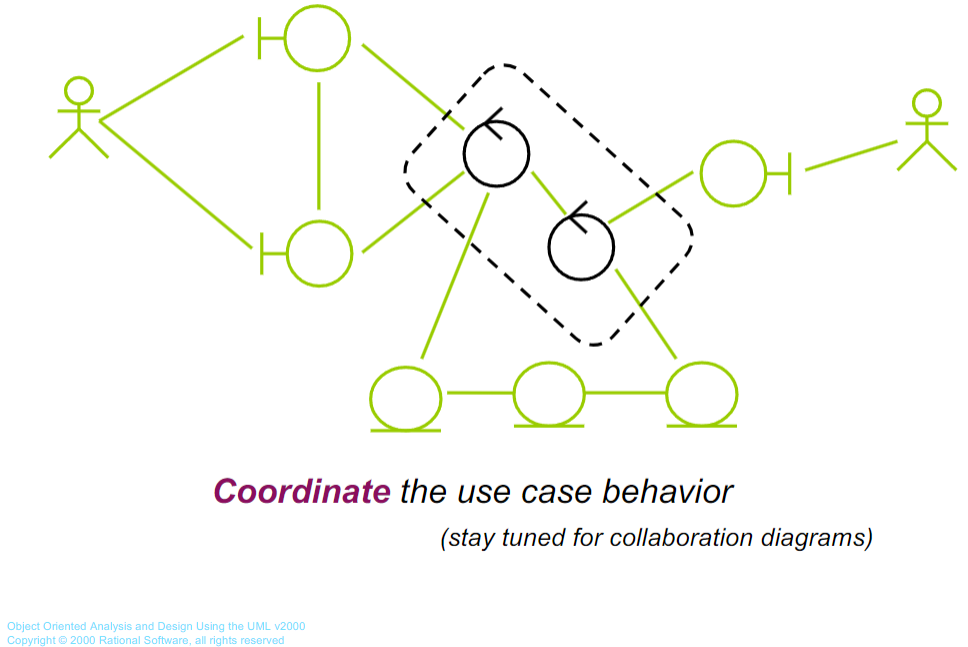 Coordinate the use case behavior
(stay tuned for collaboration diagrams)
Object Oriented Analysis and Design Using the UML v2000
Copyright © 2000 Rational Software, all rights reserved